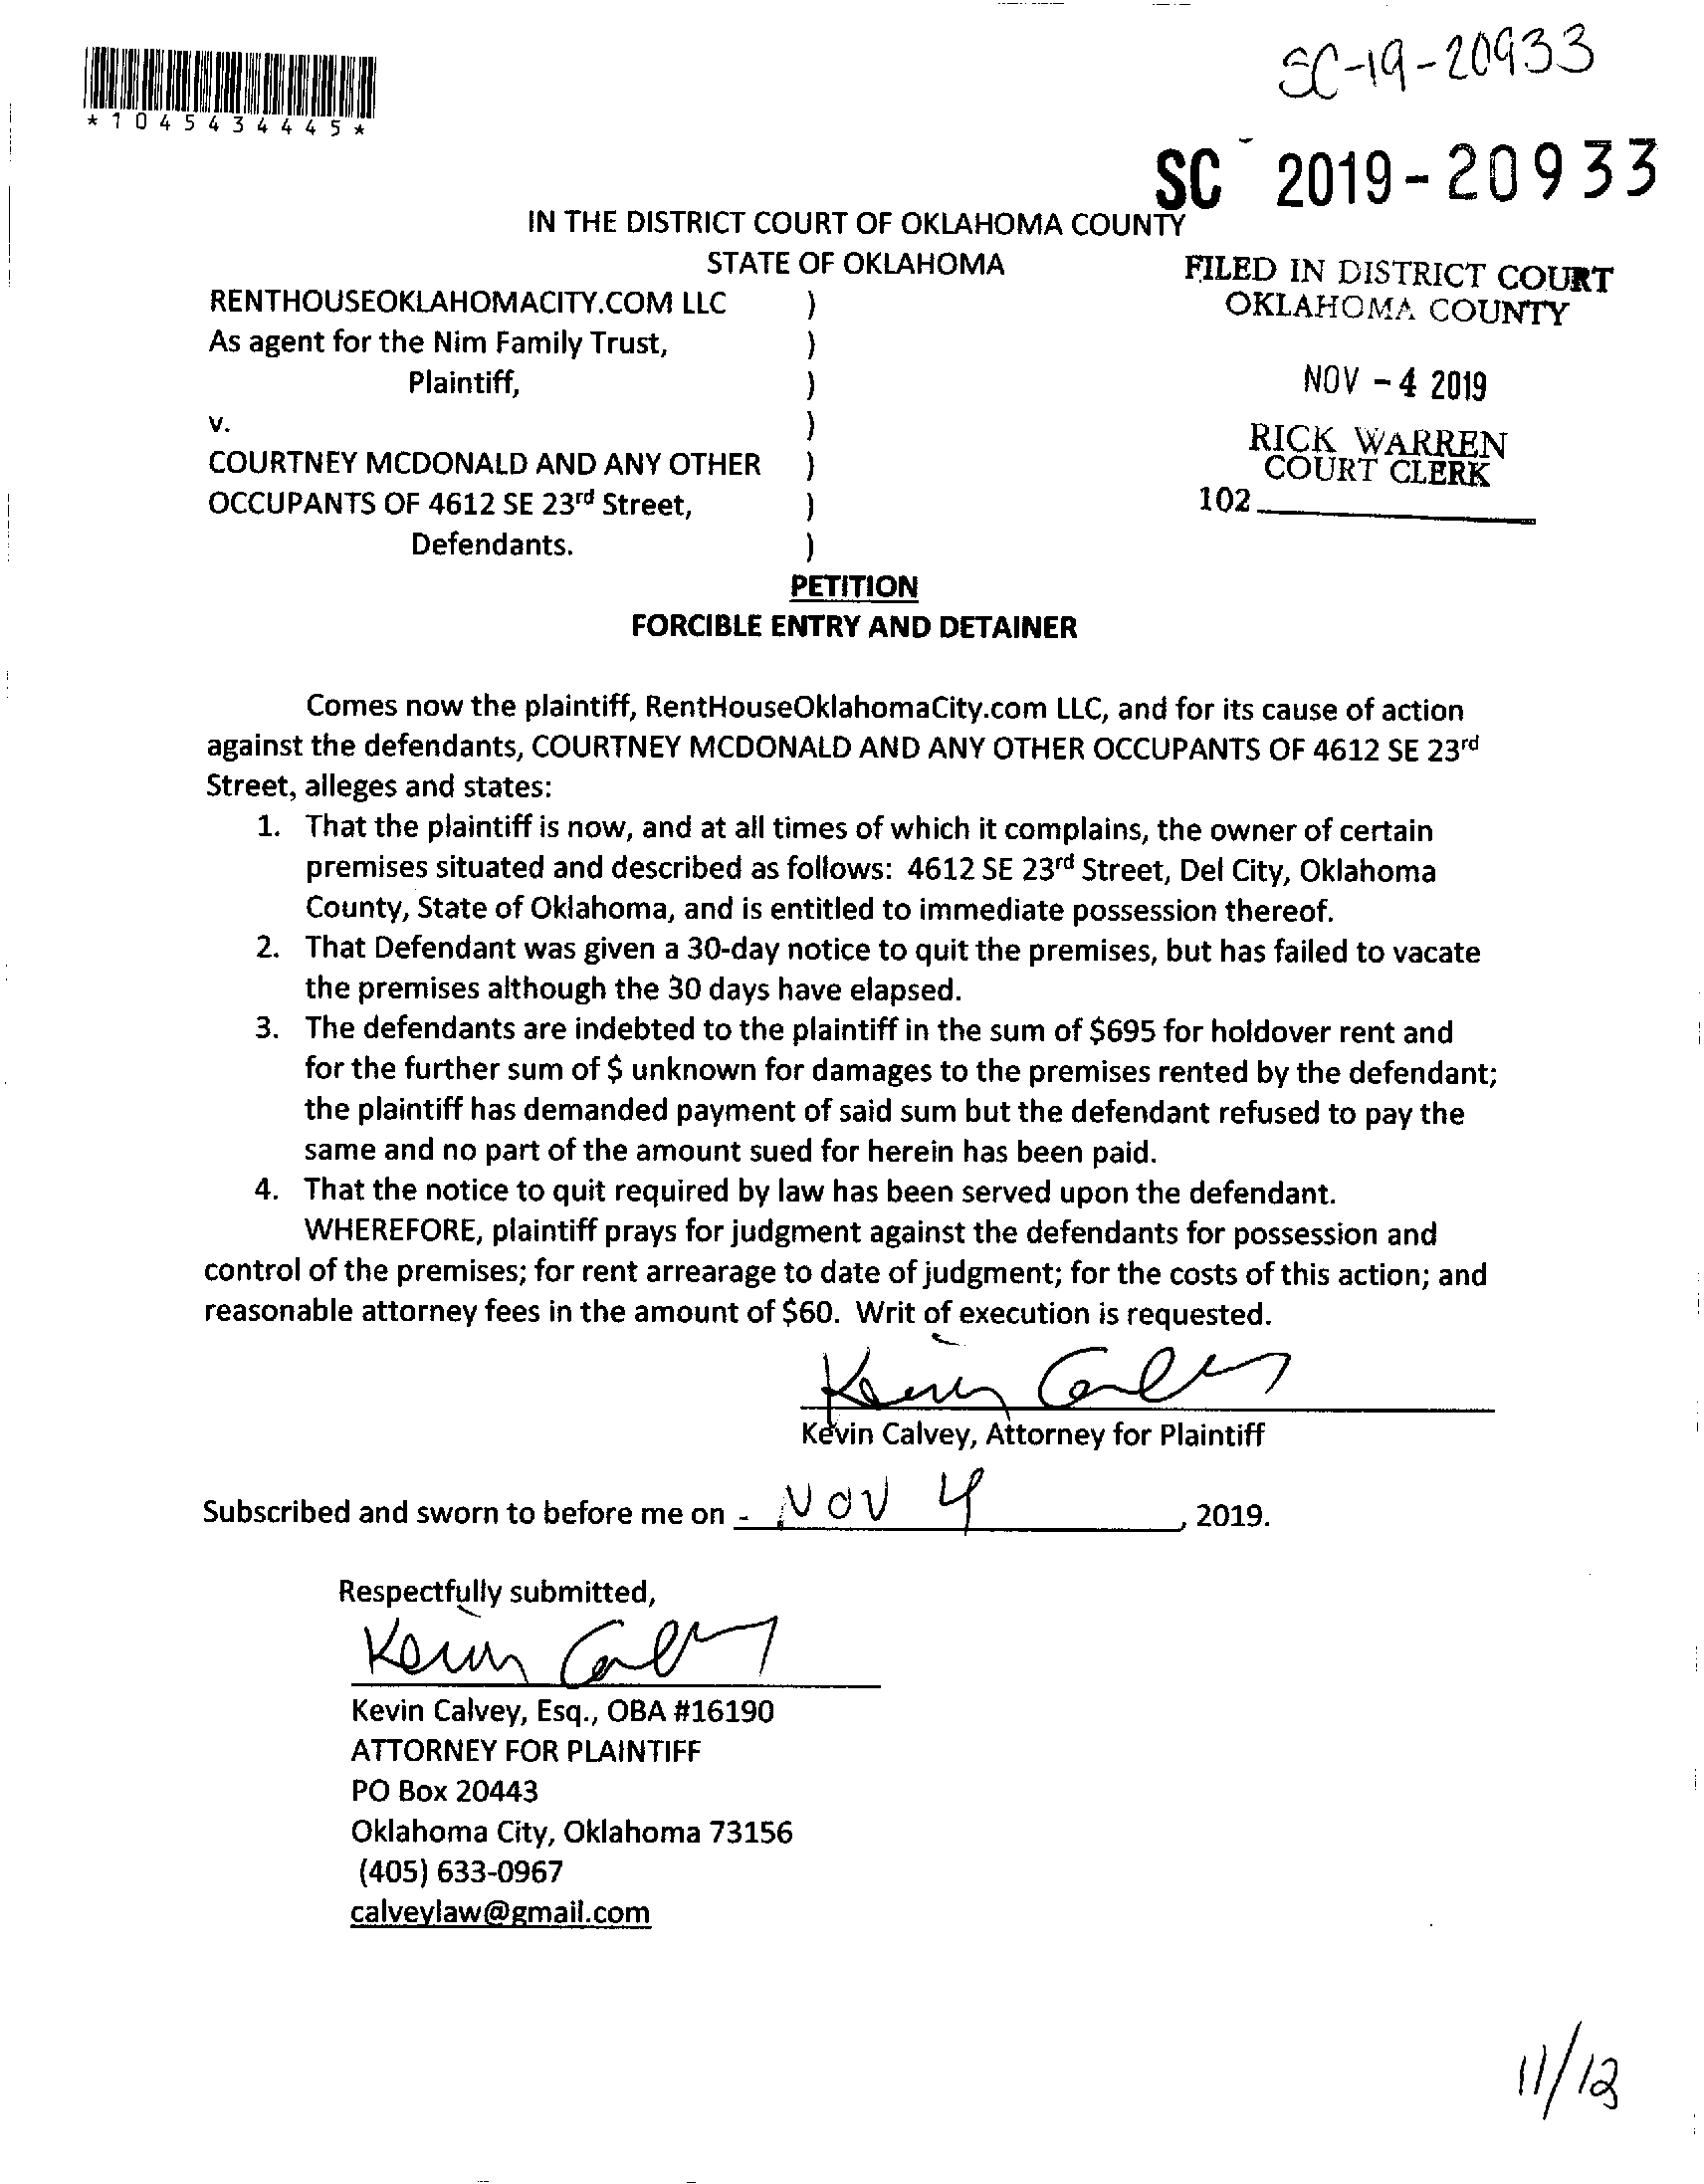 SC-19-20933
*1045434445*
SC - 2019-20933
IN THE DISTRICT COURT OF OKLAHOMA COUNTY
STATE OF OKLAHOMA
FILED IN DISTRICT COURT
OKLAHOMA COUNTY
RENTHOUSEOKLAHOMACITY.COM LLC )
As agent for the Nim Family Trust, )
Plaintiff, )
NOV - 4 2019
v. )
RICK WARREN
COURT CLERK
COURTNEY MCDONALD AND ANY OTHER )
OCCUPANTS OF 4612 SE 23rd Street, )
102
Defendants. )
PETITION
FORCIBLE ENTRY AND DETAINER
Comes now the plaintiff, RentHouseOklahomaCity.com LLC, and for its cause of action
against the defendants, COURTNEY MCDONALD AND ANY OTHER OCCUPANTS OF 4612 SE 23rd
Street, alleges and states:
1. That the plaintiff is now, and at all times of which it complains, the owner of certain
premises situated and described as follows: 4612 SE 23rd Street, Del City, Oklahoma
County, State of Oklahoma, and is entitled to immediate possession thereof.
2. That Defendant was given a 30-day notice to quit the premises, but has failed to vacate
the premises although the 30 days have elapsed.
3. The defendants are indebted to the plaintiff in the sum of $695 for holdover rent and
for the further sum of $ unknown for damages to the premises rented by the defendant;
the plaintiff has demanded payment of said sum but the defendant refused to pay the
same and no part of the amount sued for herein has been paid.
4. That the notice to quit required by law has been served upon the defendant.
WHEREFORE, plaintiff prays for judgment against the defendants for possession and
control of the premises; for rent arrearage to date of judgment; for the costs of this action; and
reasonable attorney fees in the amount of $60. Writ of execution is requested.
Kevin Calvey
Kevin Calvey, Attorney for Plaintiff
Subscribed and sworn to before me on - Nov 4, 2019.
Respectfully submitted,
Kevin Calvey
Kevin Calvey, Esq., OBA #16190
ATTORNEY FOR PLAINTIFF
PO Box 20443
Oklahoma City, Oklahoma 73156
(405) 633-0967
calveylaw@gmail.com
11/12